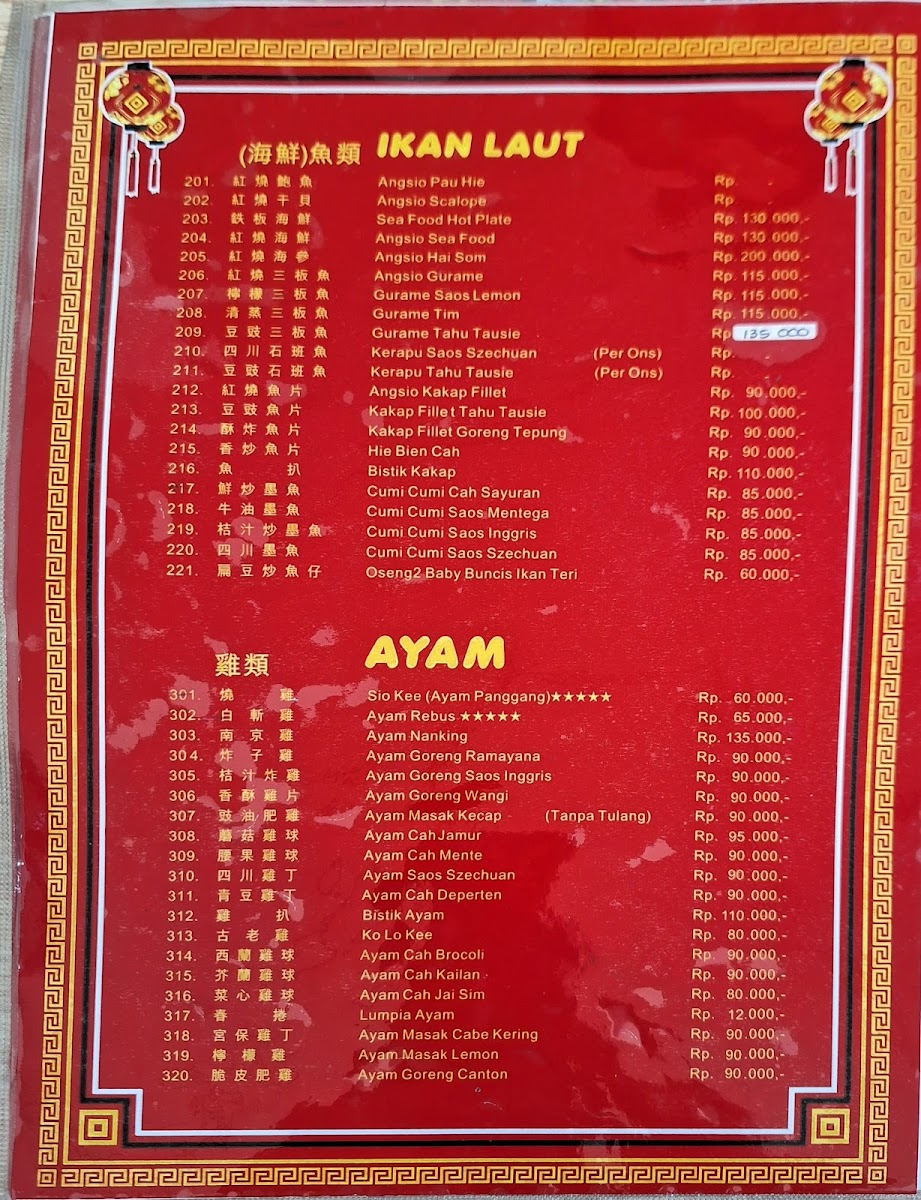 (海鮮)魚類 IKAN LAUT
201. 紅燒鮑魚 Angsio Pau Hie Rp. -
202. 紅燒干貝 Angsio Scalope Rp
203. 鉄板海鮮 Sea Food Hot Plate Rp. 130.000,-
204. 紅燒海鮮 Angsio Sea Food Rp. 130.000,-
205. 紅燒海參 Angsio Hai Som Rp. 200.000,-
206. 紅燒三板魚 Angsio Gurame Rp. 115.000,-
207. 檸檬三板魚 Gurame Saos Lemon Rp. 115.000,-
208. 清蒸三板魚 Gurame Tim Rp. 115.000,-
209. 豆豉三板魚 Gurame Tahu Tausie Rp 135 000
210. 四川石班魚 Kerapu Saos Szechuan (Per Ons) Rp.
211. 豆豉石班魚 Kerapu Tahu Tausie (Per Ons) Rp.
212. 紅燒魚片 Angsio Kakap Fillet Rp. 90.000,-
213. 豆豉魚片 Kakap Fillet Tahu Tausie Rp. 100.000,-
214. 酥炸魚片 Kakap Fillet Goreng Tepung Rp. 90.000,-
215. 香炒魚片 Hie Bien Cah Rp. 90.000,-
216. 魚扒 Bistik Kakap Rp. 110.000,-
217. 鮮炒墨魚 Cumi Cumi Cah Sayuran Rp. 85.000,-
218. 牛油墨魚 Cumi Cumi Saos Mentega Rp. 85.000,-
219. 桔汁炒墨魚 Cumi Cumi Saos Inggris Rp. 85.000,-
220. 四川墨魚 Cumi Cumi Saos Szechuan Rp. 85.000,-
221. 扁豆炒魚仔 Oseng2 Baby Buncis Ikan Teri Rp. 60.000,-
雞類 AYAM
301. 燒雞 Sio Kee (Ayam Panggang)★★★★★ Rp. 60.000,-
302. 白斬雞 Ayam Rebus ★★★★★ Rp. 65.000,-
303. 南京雞 Ayam Nanking Rp. 135.000,-
304. 炸子雞 Ayam Goreng Ramayana Rp. 90.000,-
305. 桔汁炸雞 Ayam Goreng Saos Inggris Rp. 90.000,-
306. 香酥雞片 Ayam Goreng Wangi Rp. 90.000,-
307. 豉油肥雞 Ayam Masak Kecap (Tanpa Tulang) Rp. 90.000,-
308. 蘑菇雞球 Ayam Cah Jamur Rp. 95.000,-
309. 腰果雞球 Ayam Cah Mente Rp. 90.000,-
310. 四川雞丁 Ayam Saos Szechuan Rp. 90.000,-
311. 青豆雞丁 Ayam Cah Deperten Rp. 90.000,-
312. 雞扒 Bistik Ayam Rp. 110.000,-
313. 古老雞 Ko Lo Kee Rp. 80.000,-
314. 西蘭雞球 Ayam Cah Brocoli Rp. 90.000,-
315. 芥蘭雞球 Ayam Cah Kailan Rp. 90.000,-
316. 菜心雞球 Ayam Cah Jai Sim Rp. 80.000,-
317. 春捲 Lumpia Ayam Rp. 12.000,-
318. 宮保雞丁 Ayam Masak Cabe Kering Rp. 90.000,-
319. 檸檬雞 Ayam Masak Lemon Rp. 90.000,-
320. 脆皮肥雞 Ayam Goreng Canton Rp. 90.000,-